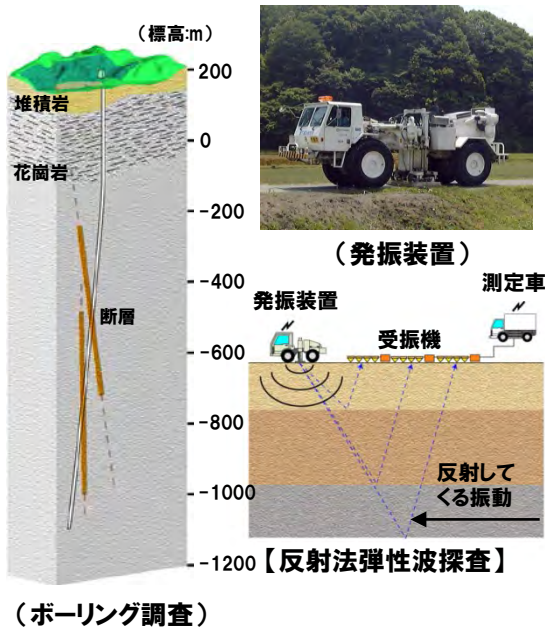 （標高:m）
200
堆積岩
0
花崗岩
-200
-400
断層
-600
-800
-1000
-1200
（ボーリング調査）
（発振装置）
発振装置
測定車
受振機
反射して
くる振動
【反射法弾性波探査】